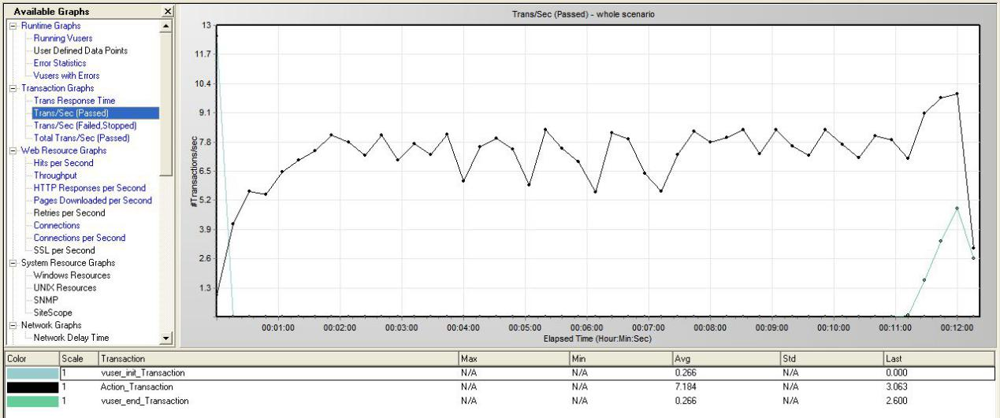 Available Graphs
Runtime Graphs
Running Vusers
User Defined Data Points
Error Statistics
Vusers with Errors
Transaction Graphs
Trans Response Time
Trans/Sec (Passed)
Trans/Sec (Failed,Stopped)
Total Trans/Sec (Passed)
Web Resource Graphs
Hits per Second
Throughput
HTTP Responses per Second
Pages Downloaded per Second
Retries per Second
Connections
Connections per Second
SSL per Second
System Resource Graphs
Windows Resources
UNIX Resources
SNMP
SiteScope
Network Graphs
Network Delay Time
Trans/Sec (Passed) - whole scenario
#Transactions/sec
13
11.7
10.4
9.1
7.8
6.5
5.2
3.9
2.6
1.3
00:01:00 00:02:00 00:03:00 00:04:00 00:05:00 00:06:00 00:07:00 00:08:00 00:09:00 00:10:00 00:11:00 00:12:00
Elapsed Time (Hour:Min:Sec)
Color Scale Transaction Max Min Avg Std Last
1 vuser_init_Transaction N/A N/A 0.266 N/A 0.000
1 Action_Transaction N/A N/A 7.184 N/A 3.063
1 vuser_end_Transaction N/A N/A 0.266 N/A 2.600